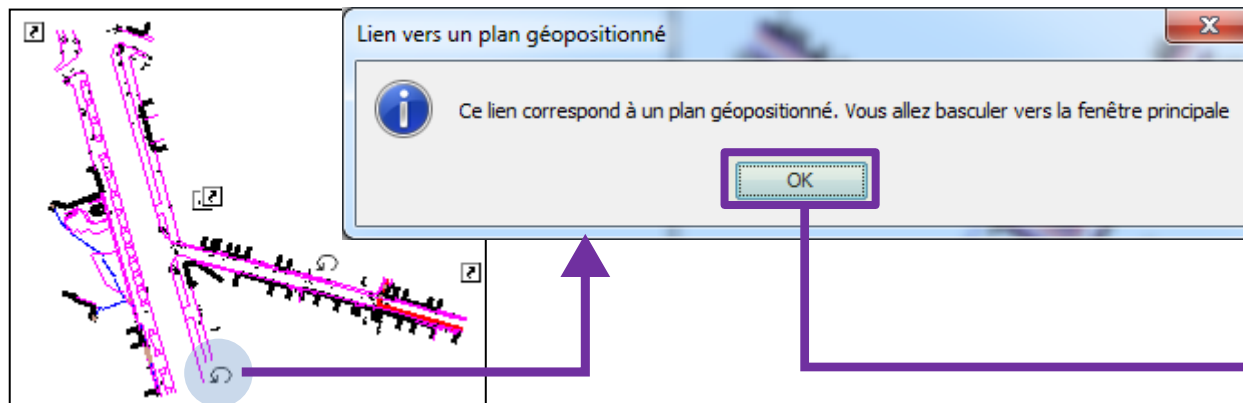 Lien vers un plan géopositionné
Ce lien correspond à un plan géopositionné. Vous allez basculer vers la fenêtre principale
OK